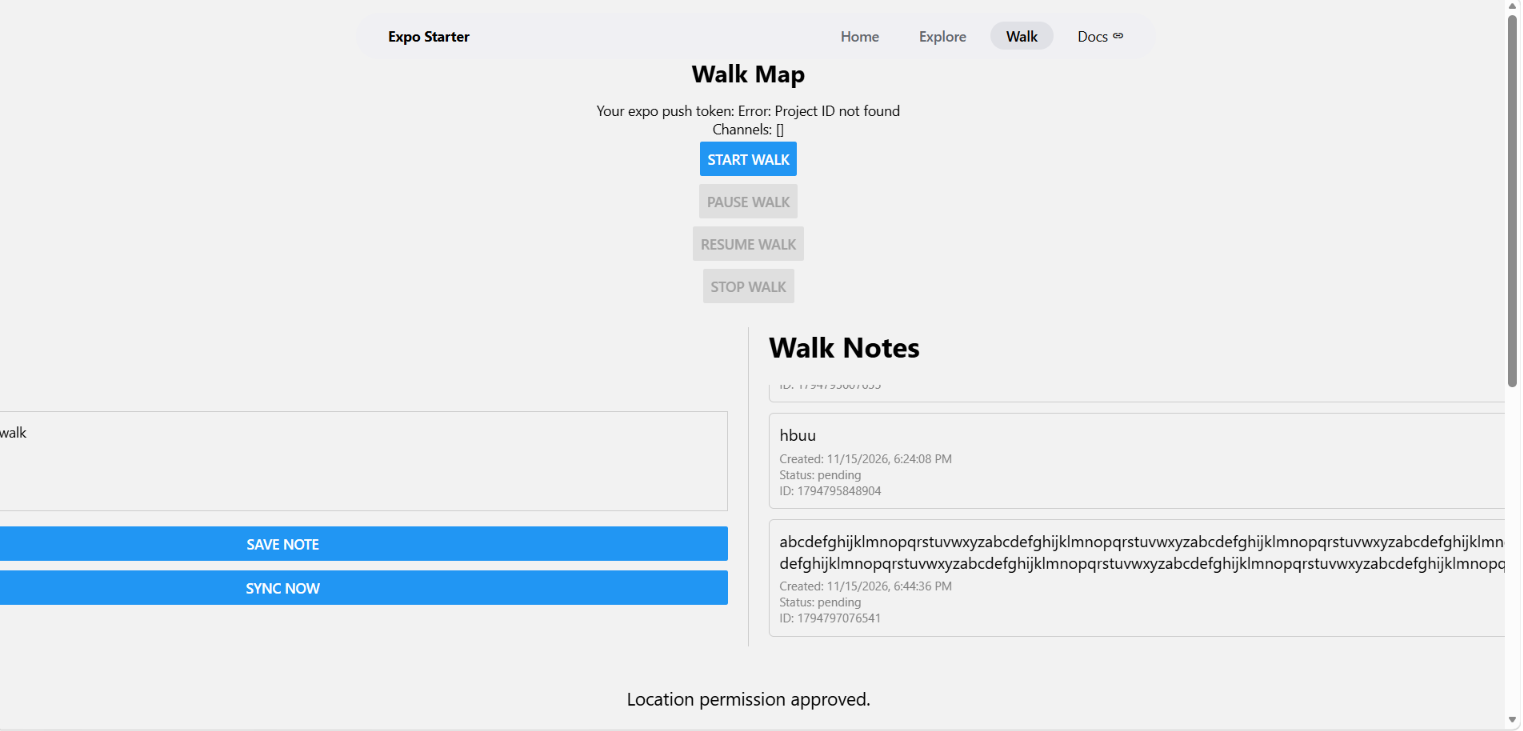 Expo Starter
Home
Explore
Walk
Docs
Walk Map
Your expo push token: Error: Project ID not found
Channels: []
START WALK
PAUSE WALK
RESUME WALK
STOP WALK
walk
SAVE NOTE
SYNC NOW
Walk Notes
ID: 1794795607653
hbuu
Created: 11/15/2026, 6:24:08 PM
Status: pending
ID: 1794795848904
abcdefghijklmnopqrstuvwxyzabcdefghijklmnopqrstuvwxyzabcdefghijklmnopqrstuvwxyzabcdefghijklmn
defghijklmnopqrstuvwxyzabcdefghijklmnopqrstuvwxyzabcdefghijklmnopqrstuvwxyzabcdefghijklmnopq
Created: 11/15/2026, 6:44:36 PM
Status: pending
ID: 1794797076541
Location permission approved.